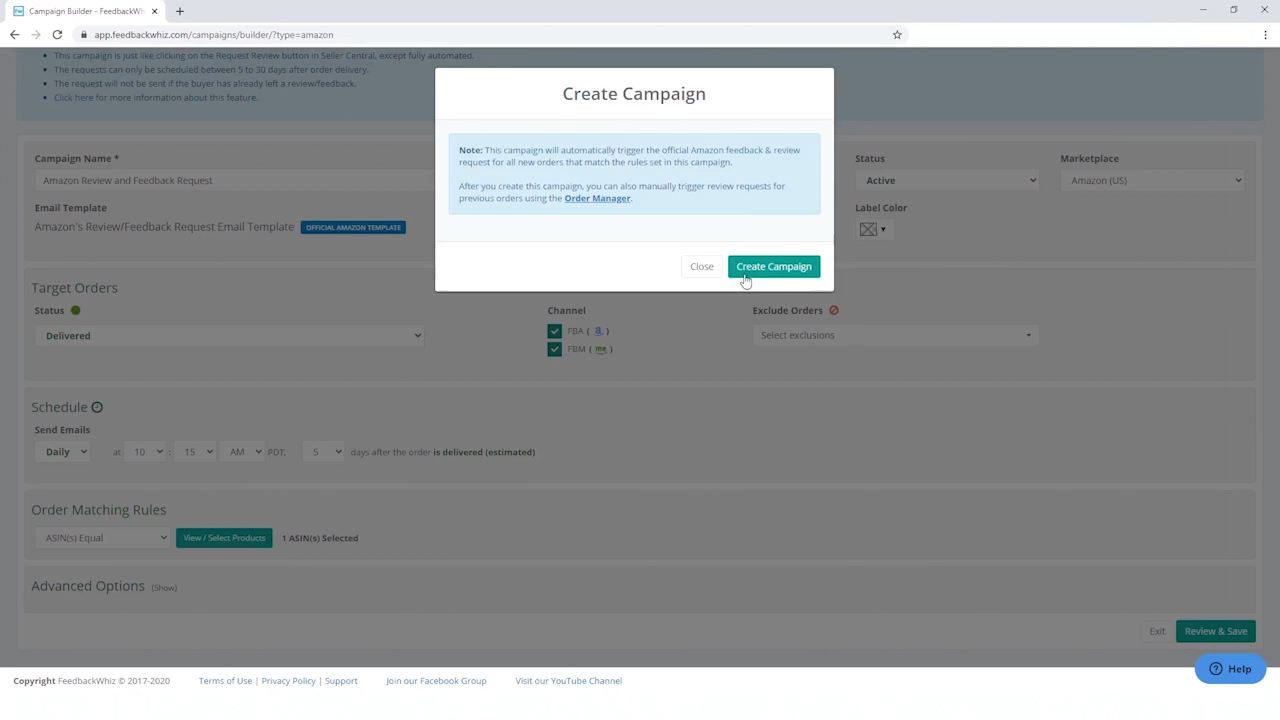 Campaign Builder - FeedbackWh
app.feedbackwhiz.com/campaigns/builder/?type=amazon
This campaign is just like clicking on the Request Review button in Seller Central, except fully automated.
The requests can only be scheduled between 5 to 30 days after order delivery.
The request will not be sent if the buyer has already left a review/feedback.
Click here for more information about this feature.
Create Campaign
Note: This campaign will automatically trigger the official Amazon feedback & review
request for all new orders that match the rules set in this campaign.
After you create this campaign, you can also manually trigger review requests for
previous orders using the Order Manager.
Close Create Campaign
Campaign Name * Status Marketplace
Amazon Review and Feedback Request Active Amazon (US)
Email Template Label Color
Amazon's Review/Feedback Request Email Template OFFICIAL AMAZON TEMPLATE
Target Orders
Status Channel Exclude Orders
Delivered FBA ( a ) Select exclusions
FBM ( me )
Schedule
Send Emails
Daily at 10 : 15 AM PDT, 5 days after the order is delivered (estimated)
Order Matching Rules
ASIN(s) Equal View / Select Products 1 ASIN(s) Selected
Advanced Options (Show)
Exit Review & Save
Help
Copyright FeedbackWhiz © 2017-2020 Terms of Use | Privacy Policy | Support Join our Facebook Group Visit our YouTube Channel